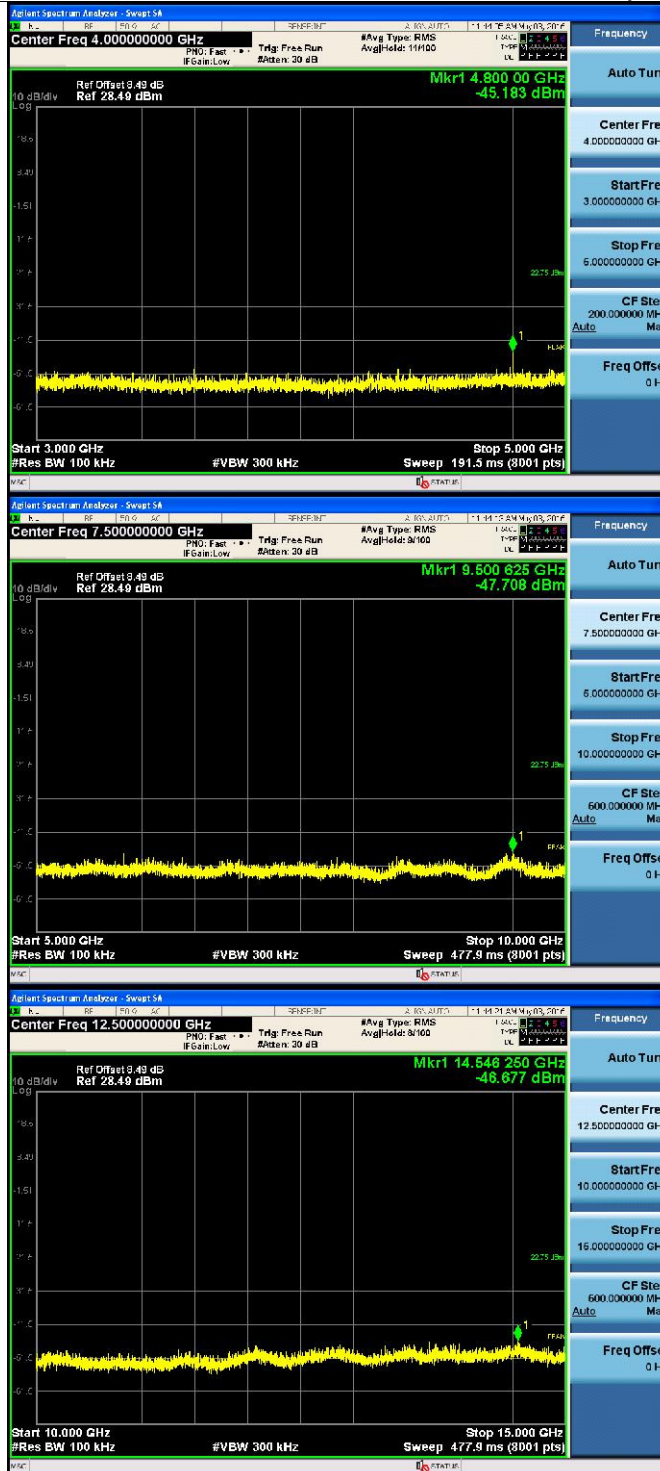 Agilent Spectrum Analyzer - Swept SA
Center Freq 4.000000000 GHz
PNO: Fast
IFGain:Low
Trig: Free Run
#Atten: 30 dB
#Avg Type: RMS
Avg|Hold: 11/100
Frequency
Ref Offset 8.49 dB
10 dB/div Ref 28.49 dBm
Log
Mkr1 4.800 00 GHz
-45.183 dBm
Auto Tun
Center Fre
4.000000000 GH
Start Fre
3.000000000 GH
Stop Fre
5.000000000 GH
CF Ste
200.000000 MH
Auto Ma
Freq Offse
0 H
1
PEAK
Start 3.000 GHz Stop 5.000 GHz
#Res BW 100 kHz #VBW 300 kHz Sweep 191.5 ms (8001 pts)
MSG STATUS
Agilent Spectrum Analyzer - Swept SA
Center Freq 7.500000000 GHz
PNO: Fast
IFGain:Low
Trig: Free Run
#Atten: 30 dB
#Avg Type: RMS
Frequency
Ref Offset 8.49 dB
10 dB/div Ref 28.49 dBm
Log
Mkr1 9.500 625 GHz
-47.708 dBm
Auto Tun
Center Fre
7.500000000 GH
Start Fre
5.000000000 GH
Stop Fre
10.000000000 GH
CF Ste
500.000000 MH
Auto Ma
Freq Offse
0 H
1
PEAK
Start 5.000 GHz Stop 10.000 GHz
#Res BW 100 kHz #VBW 300 kHz Sweep 477.9 ms (8001 pts)
MSG STATUS
Agilent Spectrum Analyzer - Swept SA
Center Freq 12.500000000 GHz
PNO: Fast
IFGain:Low
Trig: Free Run
#Atten: 30 dB
#Avg Type: RMS
Frequency
Ref Offset 8.49 dB
10 dB/div Ref 28.49 dBm
Log
Mkr1 14.546 250 GHz
-46.677 dBm
Auto Tun
Center Fre
12.500000000 GH
Start Fre
10.000000000 GH
Stop Fre
15.000000000 GH
CF Ste
500.000000 MH
Auto Ma
Freq Offse
0 H
1
PEAK
Start 10.000 GHz Stop 15.000 GHz
#Res BW 100 kHz #VBW 300 kHz Sweep 477.9 ms (8001 pts)
MSG STATUS